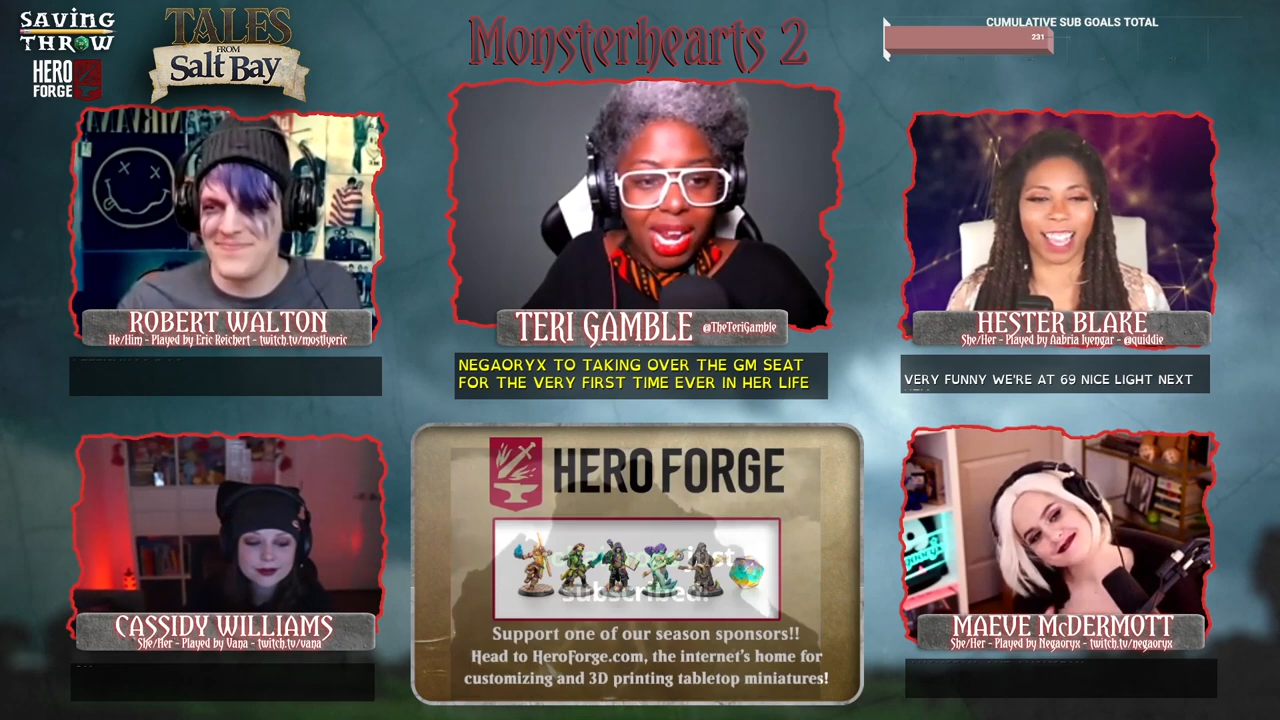 SAVING
THROW
HERO
FORGE
TALES
FROM
Salt Bay
Monsterhearts 2
CUMULATIVE SUB GOALS TOTAL
231
NIRVANA
ROBERT WALTON
He/Him - Played by Eric Reichert - twitch.tv/mostlyeric
TERI GAMBLE @TheTeriGamble
NEGAORYX TO TAKING OVER THE GM SEAT
FOR THE VERY FIRST TIME EVER IN HER LIFE
HESTER BLAKE
She/Her - Played by Aabria Iyengar - @quiddie
VERY FUNNY WE'RE AT 69 NICE LIGHT NEXT
HERO FORGE
subscribed!
Support one of our season sponsors!!
Head to HeroForge.com, the internet's home for
customizing and 3D printing tabletop miniatures!
CASSIDY WILLIAMS
She/Her - Played by Vana - twitch.tv/vana
MAEVE McDERMOTT
She/Her - Played by Negaoryx - twitch.tv/negaoryx